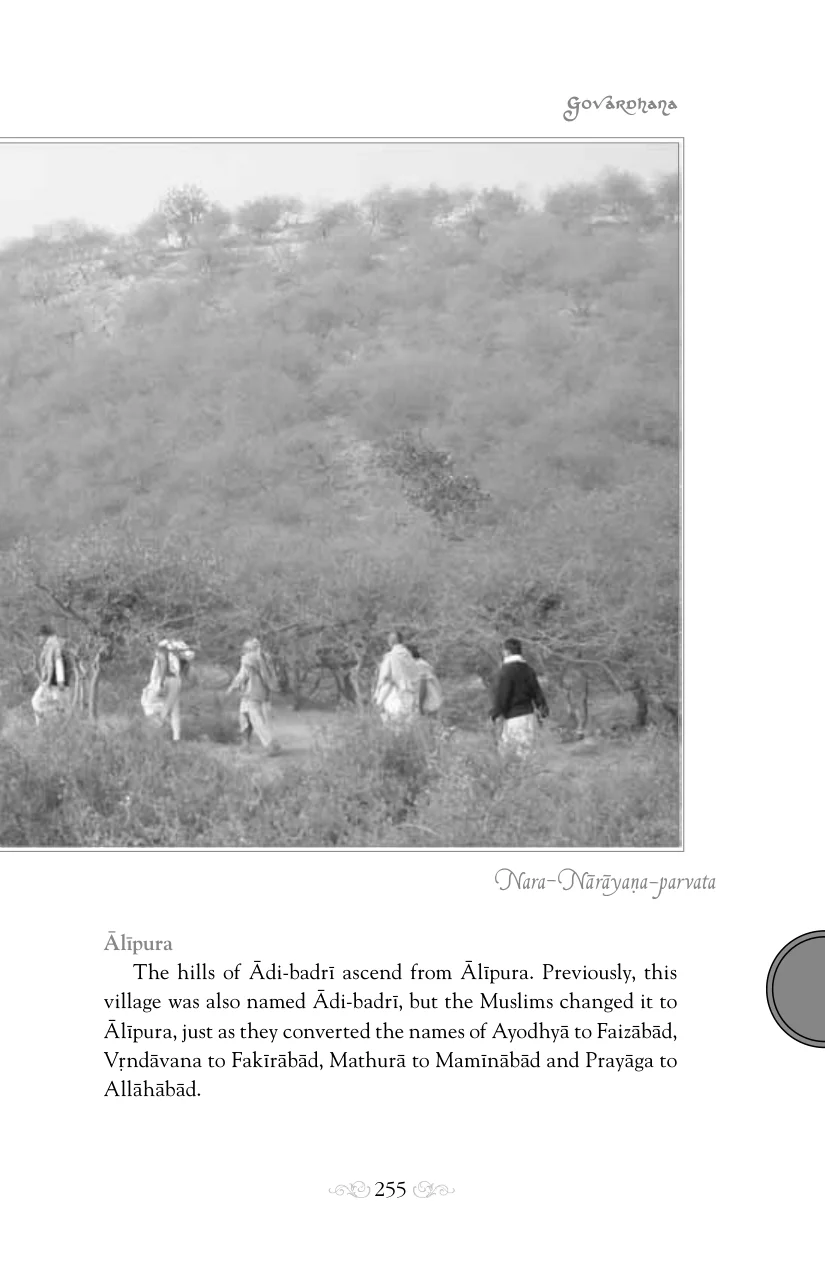 Govardhana
Nara-Nārāyaṇa-parvata
Ālīpura
The hills of Ādi-badrī ascend from Ālīpura. Previously, this
village was also named Ādi-badrī, but the Muslims changed it to
Ālīpura, just as they converted the names of Ayodhyā to Faizābād,
Vṛndāvana to Fakīrābād, Mathurā to Mamīnābād and Prayāga to
Allāhābād.
255